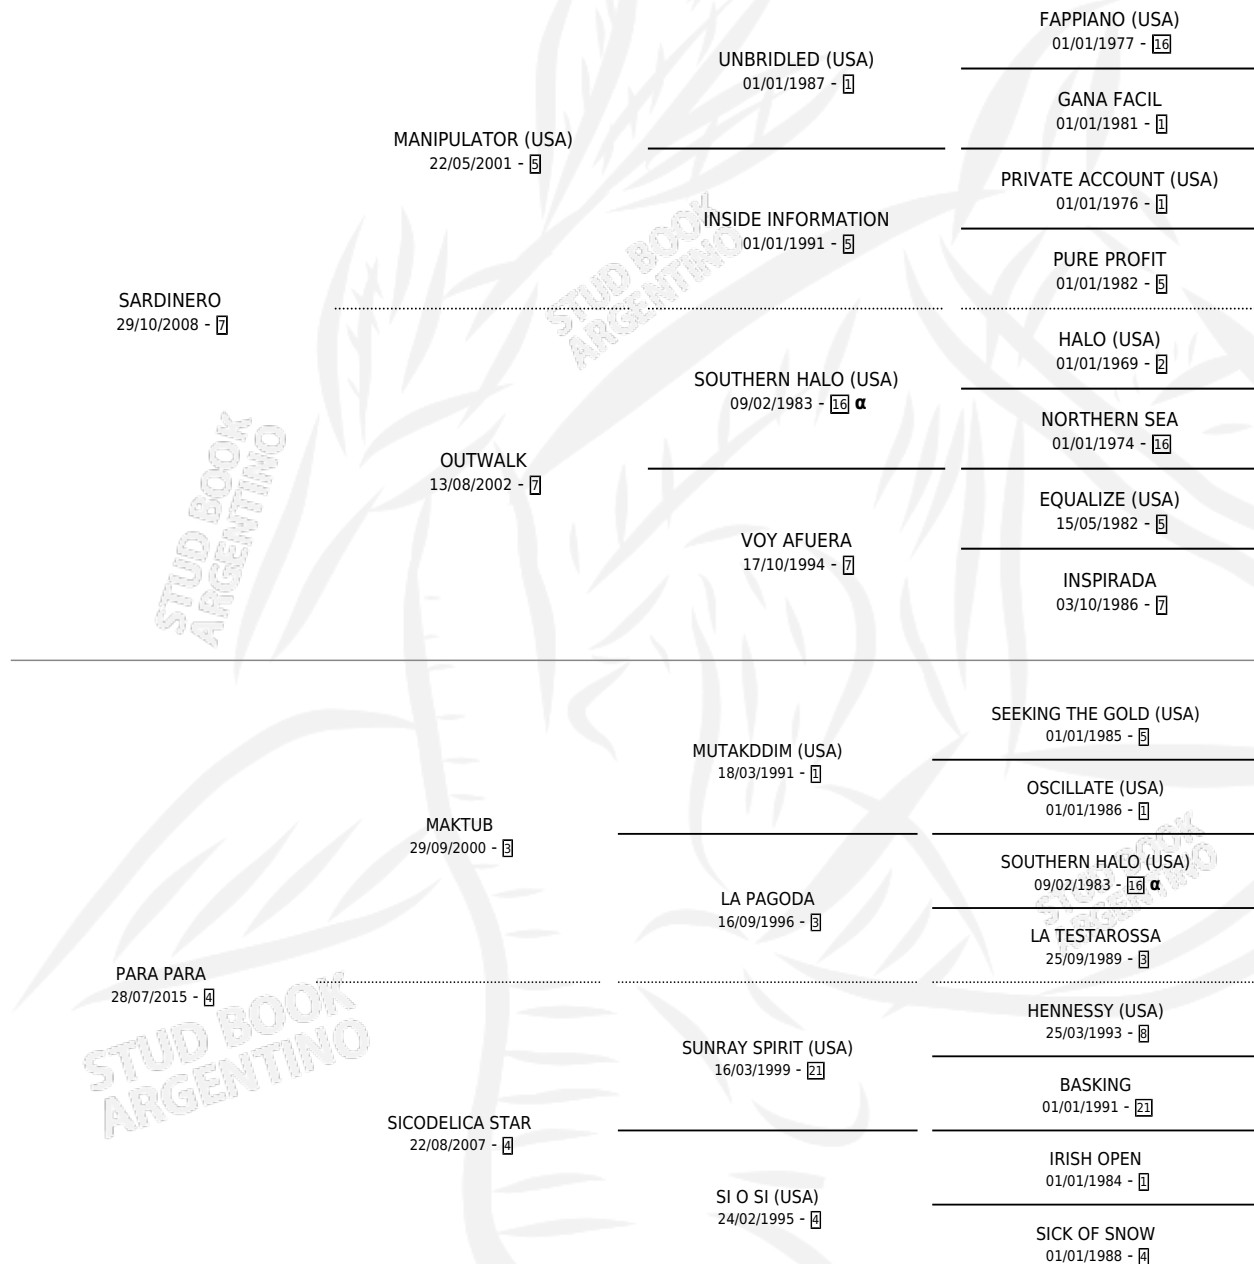 FAPPIANO (USA)
01/01/1977 - 16
UNBRIDLED (USA)
01/01/1987 - 1
GANA FACIL
01/01/1981 - 1
MANIPULATOR (USA)
22/05/2001 - 5
PRIVATE ACCOUNT (USA)
01/01/1976 - 1
INSIDE INFORMATION
01/01/1991 - 5
PURE PROFIT
01/01/1982 - 5
SARDINERO
29/10/2008 - 7
HALO (USA)
01/01/1969 - 2
SOUTHERN HALO (USA)
09/02/1983 - 16 α
NORTHERN SEA
01/01/1974 - 16
OUTWALK
13/08/2002 - 7
EQUALIZE (USA)
15/05/1982 - 5
VOY AFUERA
17/10/1994 - 7
INSPIRADA
03/10/1986 - 7
SEEKING THE GOLD (USA)
01/01/1985 - 5
MUTAKDDIM (USA)
18/03/1991 - 1
OSCILLATE (USA)
01/01/1986 - 1
MAKTUB
29/09/2000 - 3
SOUTHERN HALO (USA)
09/02/1983 - 16 α
LA PAGODA
16/09/1996 - 3
LA TESTAROSSA
25/09/1989 - 3
PARA PARA
28/07/2015 - 4
HENNESSY (USA)
25/03/1993 - 8
SUNRAY SPIRIT (USA)
16/03/1999 - 21
BASKING
01/01/1991 - 21
SICODELICA STAR
22/08/2007 - 4
IRISH OPEN
01/01/1984 - 1
SI O SI (USA)
24/02/1995 - 4
SICK OF SNOW
01/01/1988 - 4
STUD BOOK
ARGENTINO
STUD BOOK
ARGENTINO
STUD BOOK
ARGENTINO
STUD BOOK
ARGENTINO